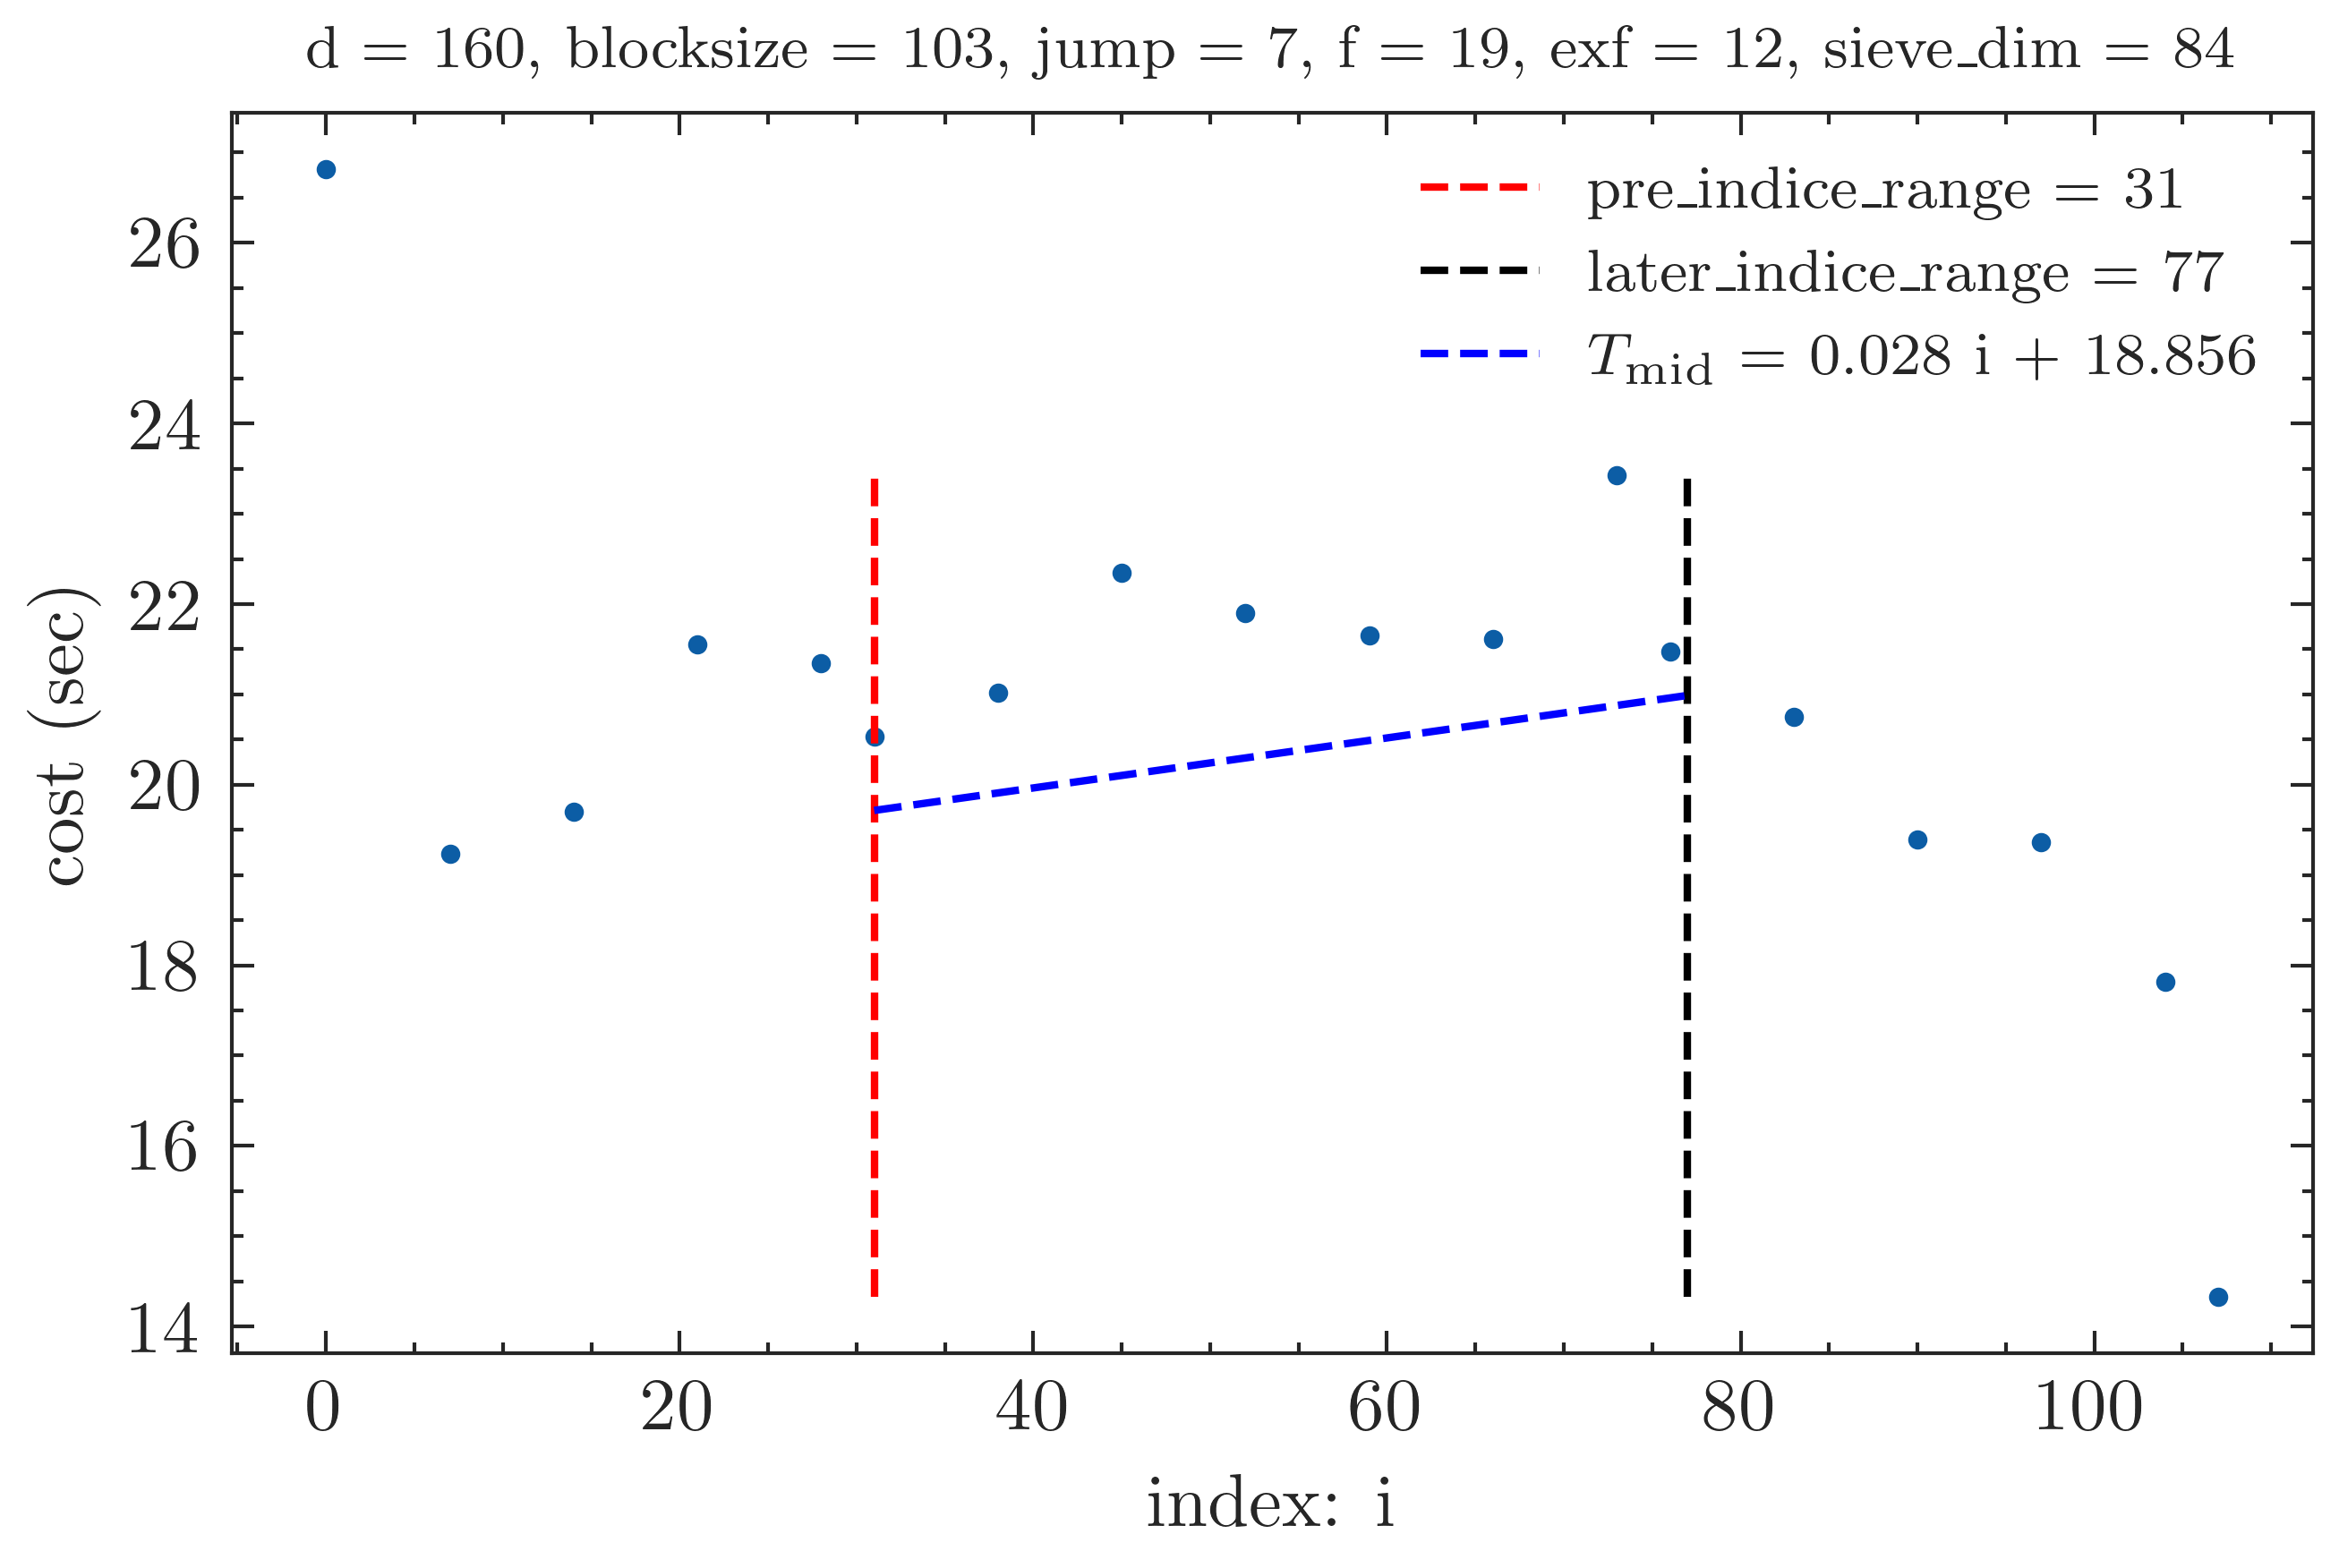 d = 160, blocksize = 103, jump = 7, f = 19, exf = 12, sieve_dim = 84
pre_indice_range = 31
later_indice_range = 77
T_mid = 0.028 i + 18.856
26
24
22
20
18
16
14
cost (sec)
0 20 40 60 80 100
index: i